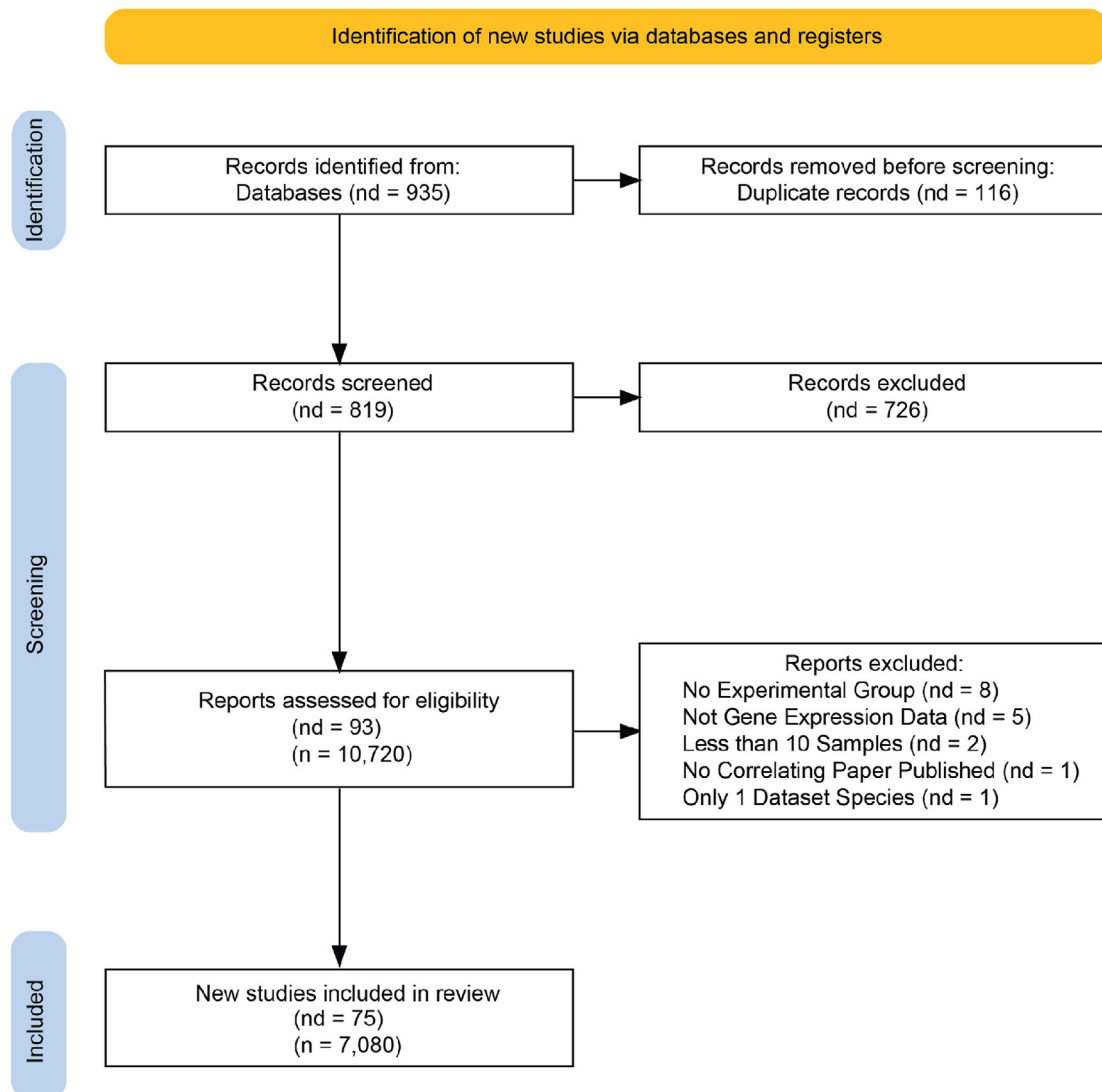 Identification of new studies via databases and registers
Identification
Records identified from:
Databases (nd = 935)
Records removed before screening:
Duplicate records (nd = 116)
Screening
Records screened
(nd = 819)
Records excluded
(nd = 726)
Reports assessed for eligibility
(nd = 93)
(n = 10,720)
Reports excluded:
No Experimental Group (nd = 8)
Not Gene Expression Data (nd = 5)
Less than 10 Samples (nd = 2)
No Correlating Paper Published (nd = 1)
Only 1 Dataset Species (nd = 1)
Included
New studies included in review
(nd = 75)
(n = 7,080)